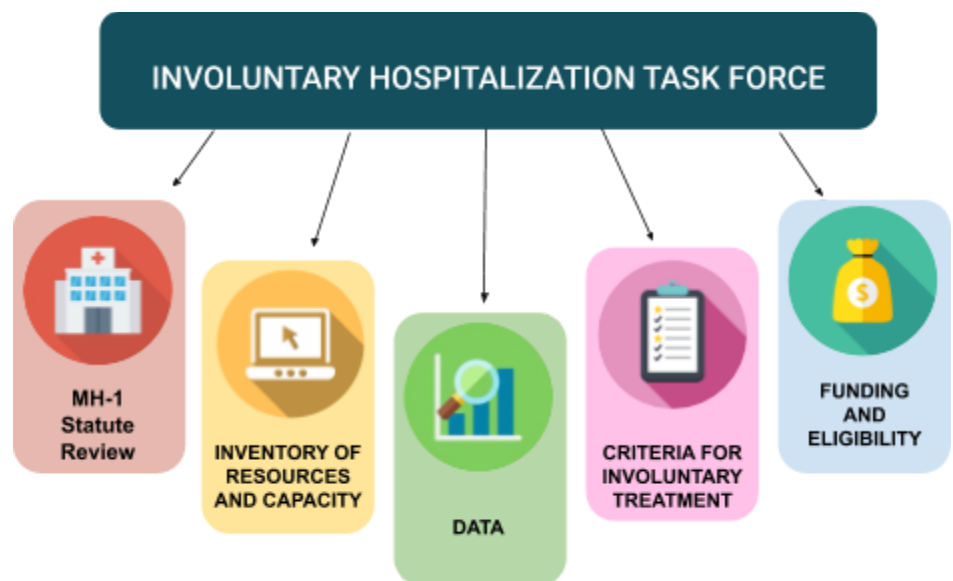 INVOLUNTARY HOSPITALIZATION TASK FORCE
MH-1
Statute
Review
INVENTORY OF
RESOURCES
AND CAPACITY
DATA
CRITERIA FOR
INVOLUNTARY
TREATMENT
$
FUNDING
AND
ELIGIBILITY